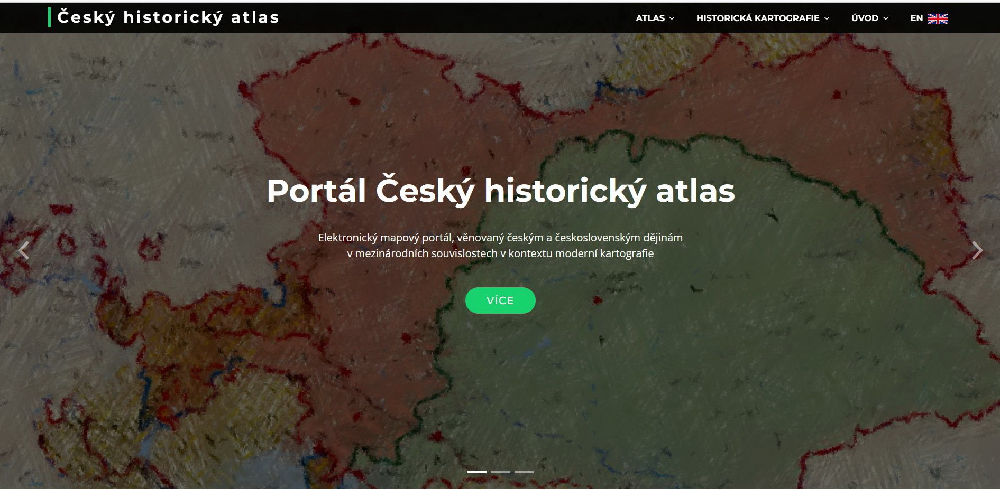 Český historický atlas
ATLAS
HISTORICKÁ KARTOGRAFIE
ÚVOD
EN
Portál Český historický atlas
Elektronický mapový portál, věnovaný českým a československým dějinám
v mezinárodních souvislostech v kontextu moderní kartografie
VÍCE